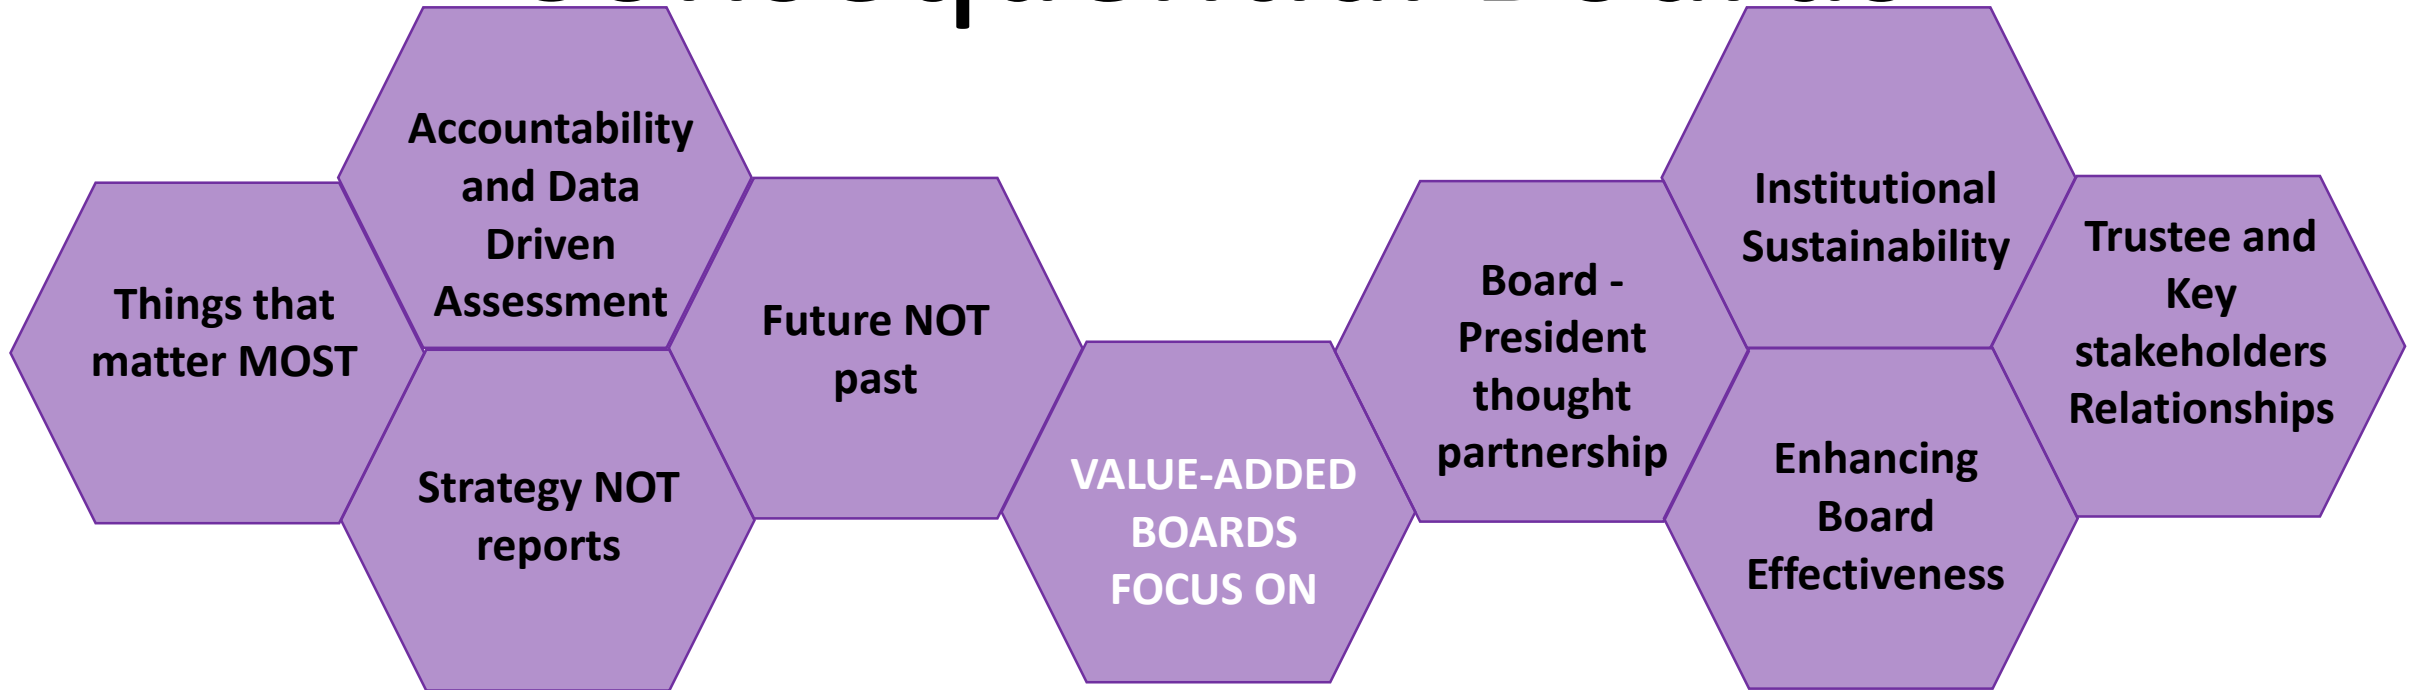 Things that
matter MOST
Accountability
and Data
Driven
Assessment
Strategy NOT
reports
Future NOT
past
VALUE-ADDED
BOARDS
FOCUS ON
Board -
President
thought
partnership
Institutional
Sustainability
Enhancing
Board
Effectiveness
Trustee and
Key
stakeholders
Relationships